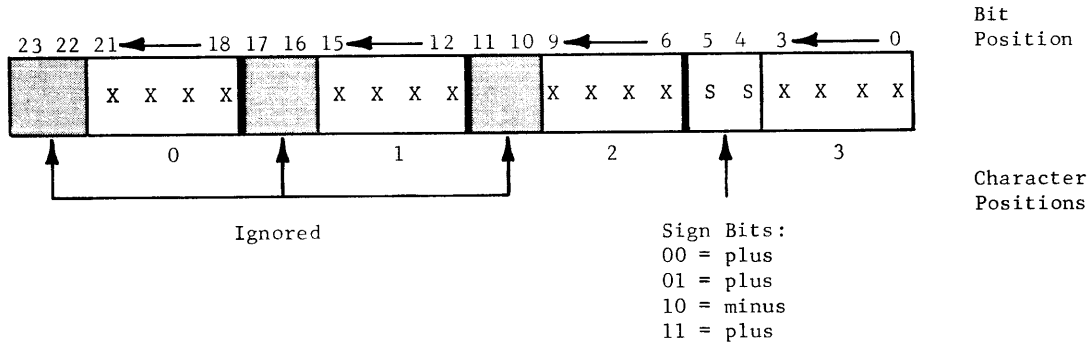 Bit
Position
23 22 21 18 17 16 15 12 11 10 9 6 5 4 3 0
X X X X X X X X X X X X S S X X X X
0 1 2 3
Character
Positions
Ignored
Sign Bits:
00 = plus
01 = plus
10 = minus
11 = plus